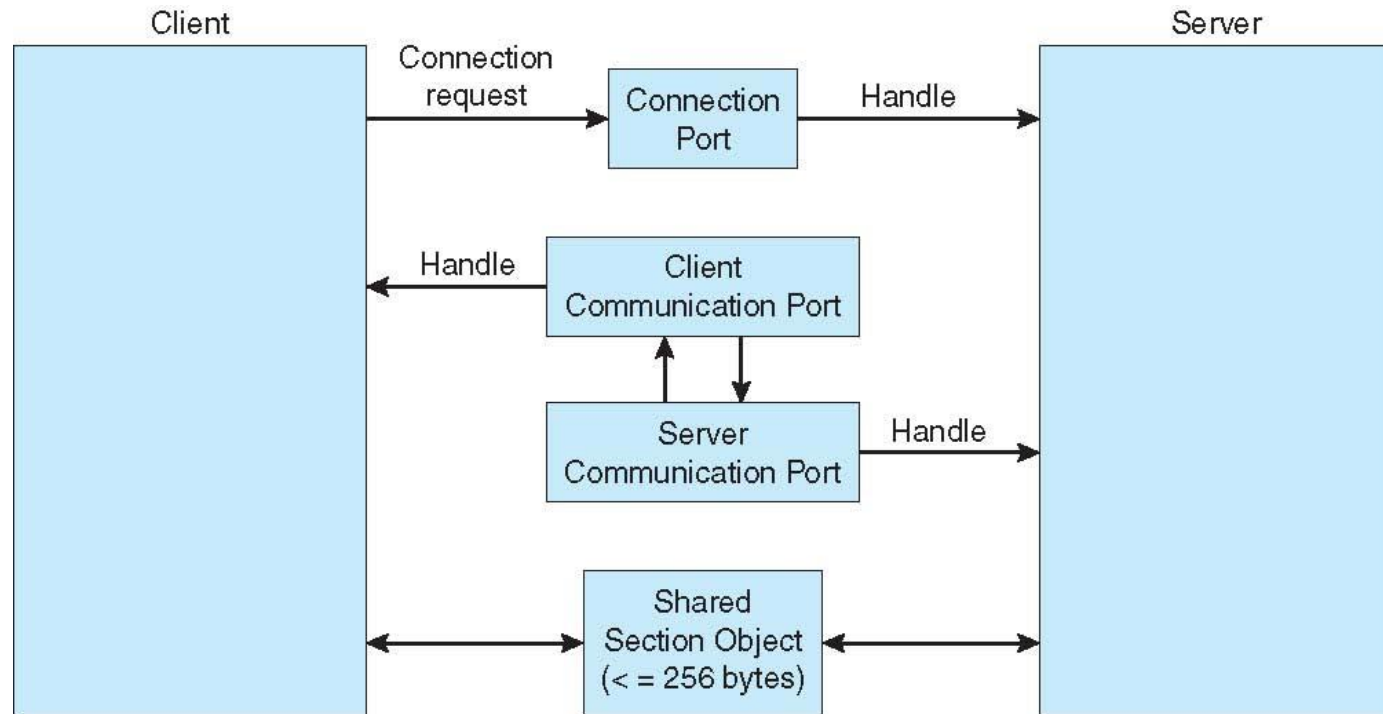 Client
Server
Connection
request
Connection
Port
Handle
Handle
Client
Communication Port
Server
Communication Port
Handle
Shared
Section Object
(< = 256 bytes)